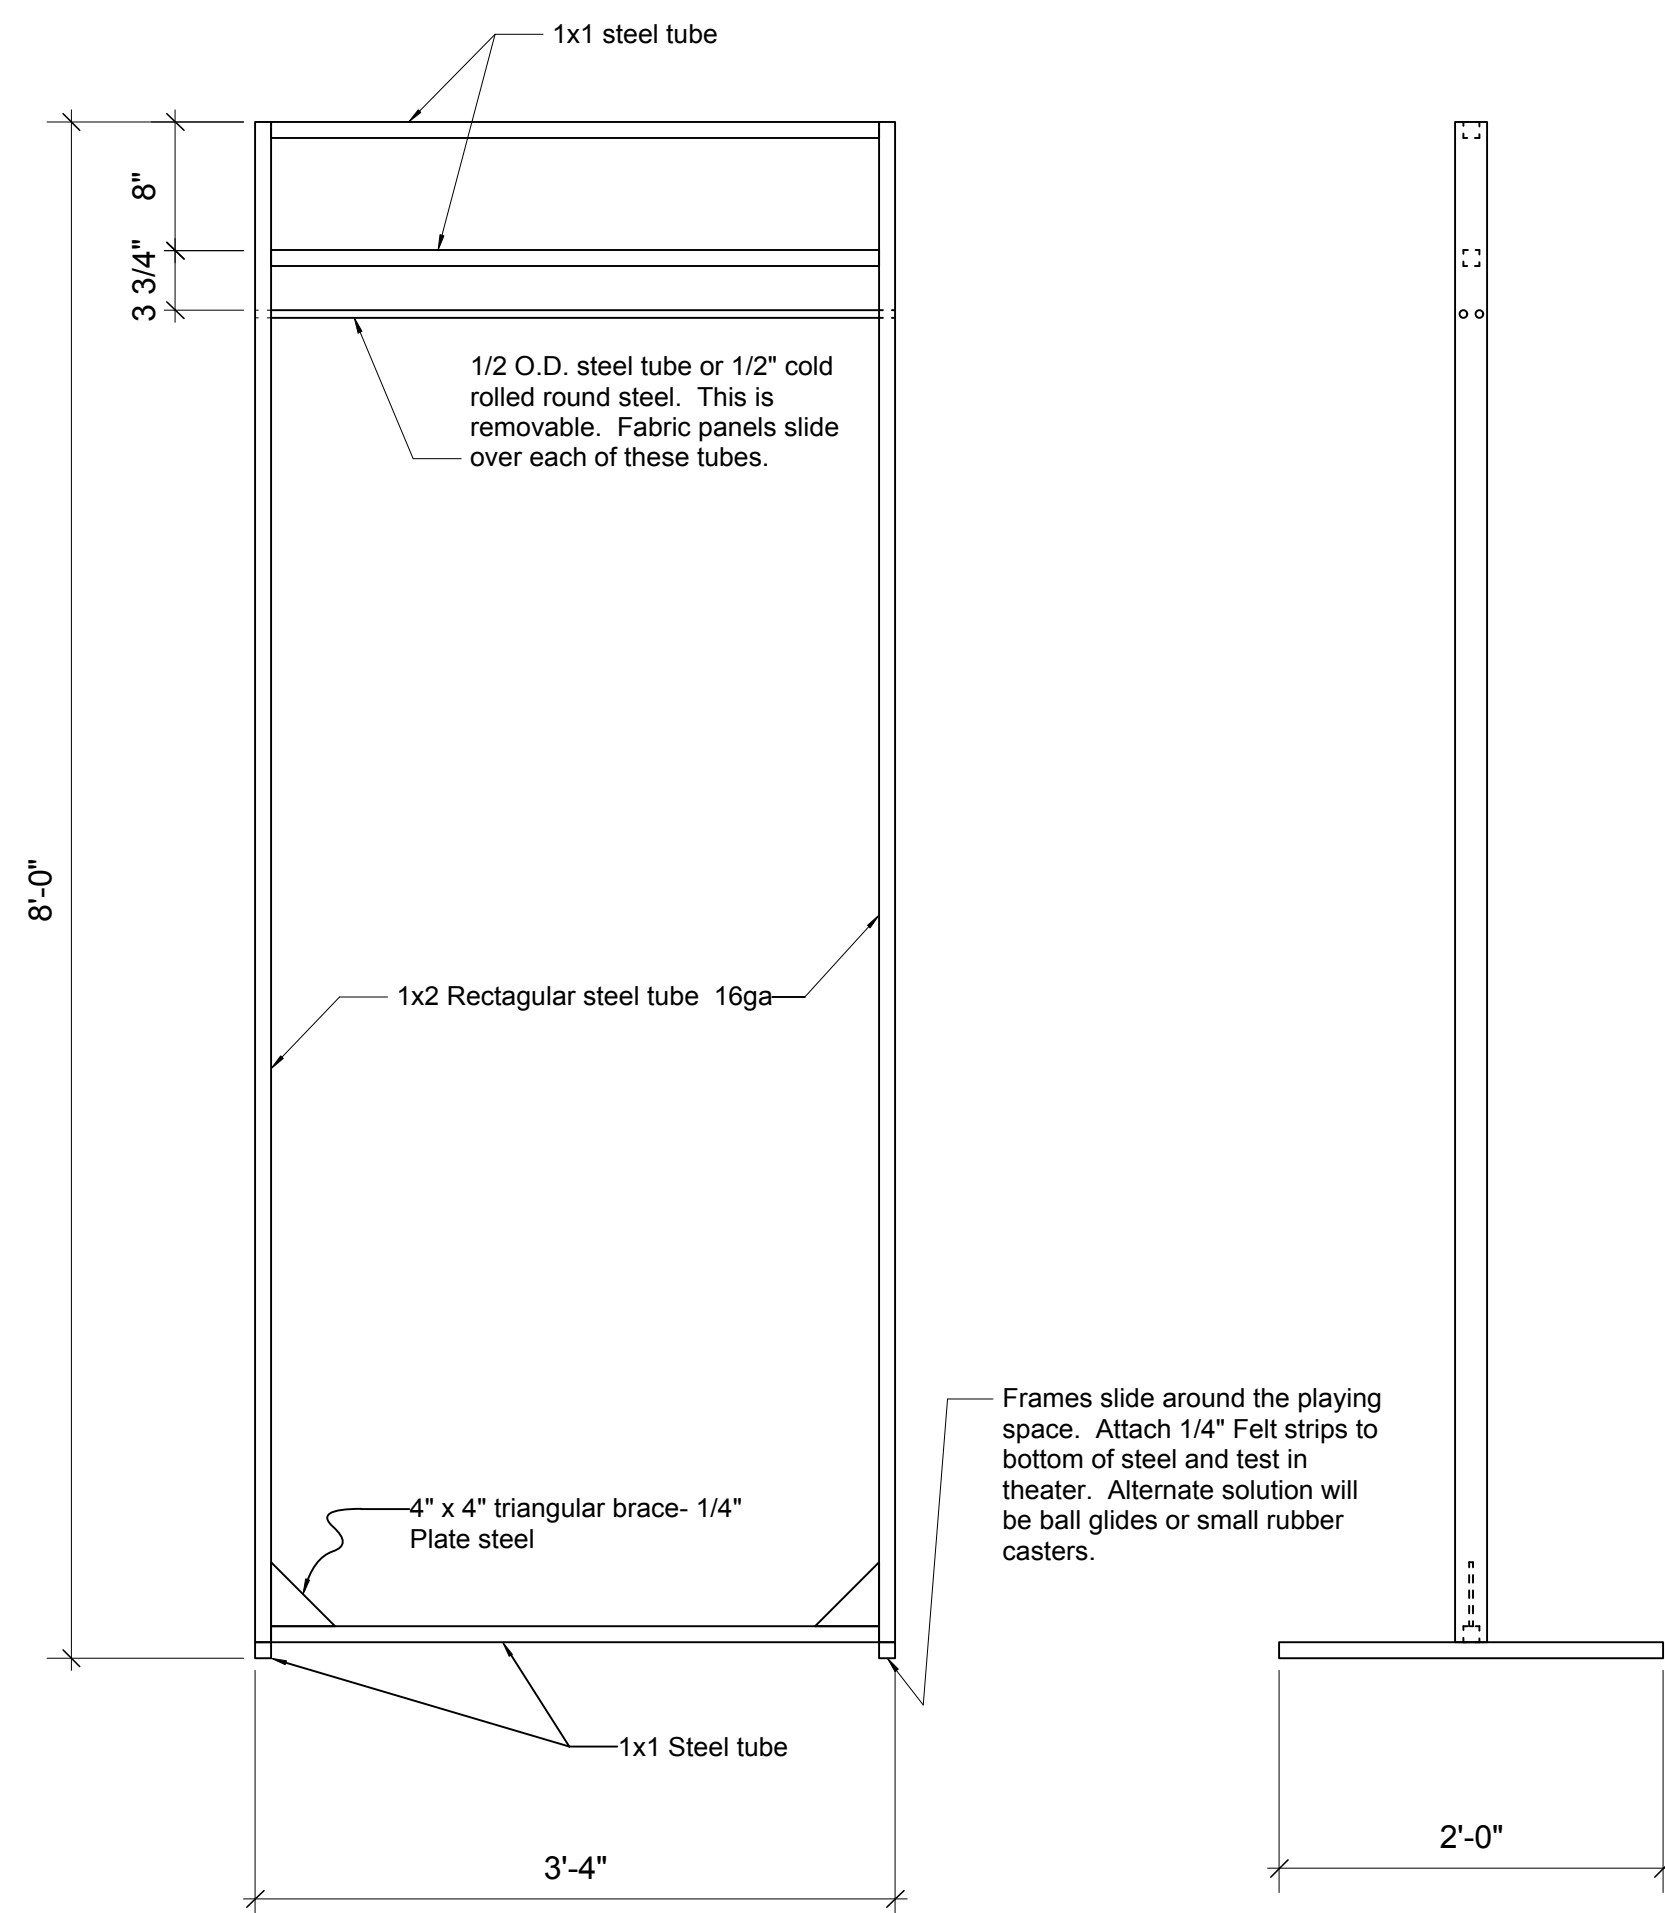 1x1 steel tube
8"
3 3/4"
1/2 O.D. steel tube or 1/2" cold
rolled round steel.  This is
removable.  Fabric panels slide
over each of these tubes.
8'-0"
1x2 Rectagular steel tube  16ga
Frames slide around the playing
space.  Attach 1/4" Felt strips to
bottom of steel and test in
theater.  Alternate solution will
be ball glides or small rubber
casters.
4" x 4" triangular brace- 1/4"
Plate steel
1x1 Steel tube
3'-4"
2'-0"